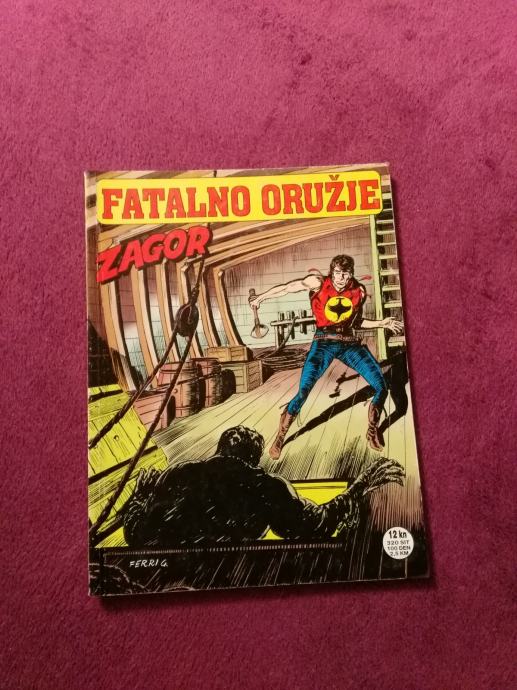 FATALNO ORUŽJE
ZAGOR
12 kn
320 SIT
100 DEN
2,5 KM
FERRI G.